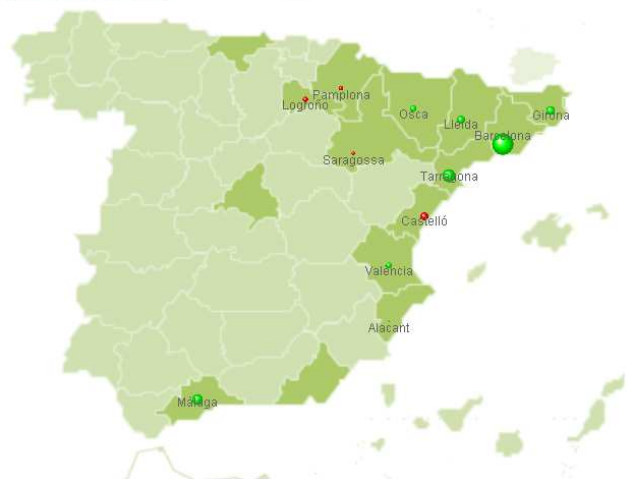 Pamplona
Logroño
Osca
Lleida
Girona
Barcelona
Saragossa
Tarragona
Castelló
València
Alacant
Màlaga